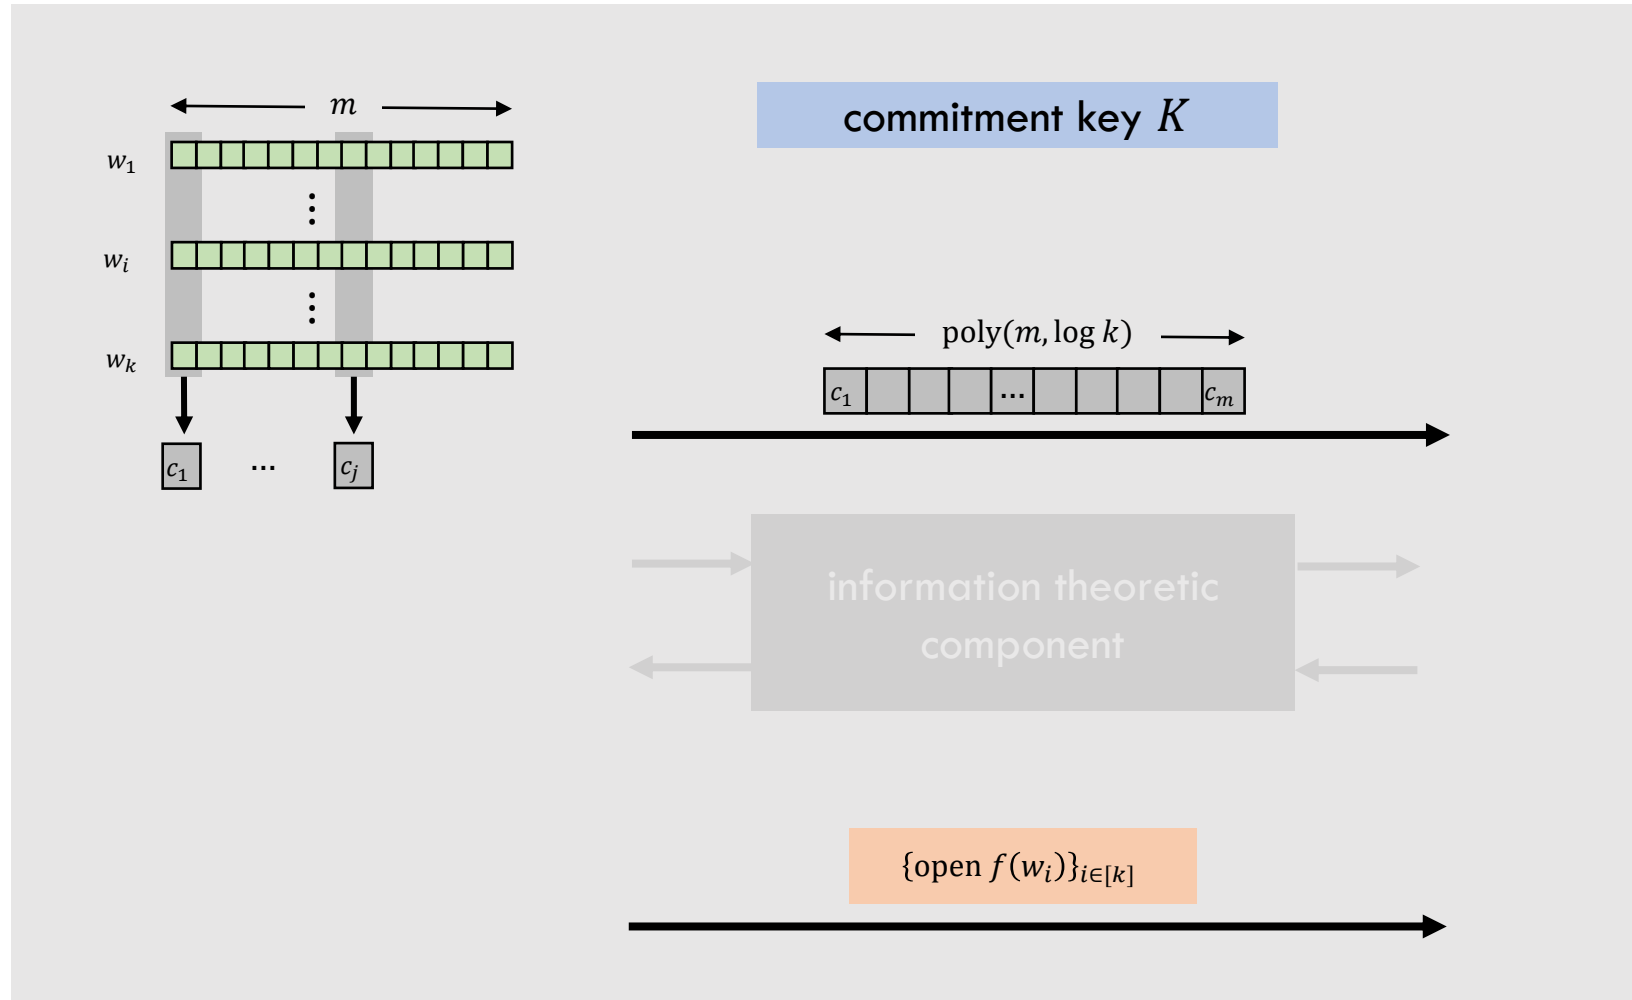 m
commitment key K
w₁
⋮
wᵢ
⋮
wₖ
poly(m, log k)
c₁ ... cₘ
c₁ ... cⱼ
information theoretic
component
{open f(wᵢ)}ᵢ∈[ₖ]